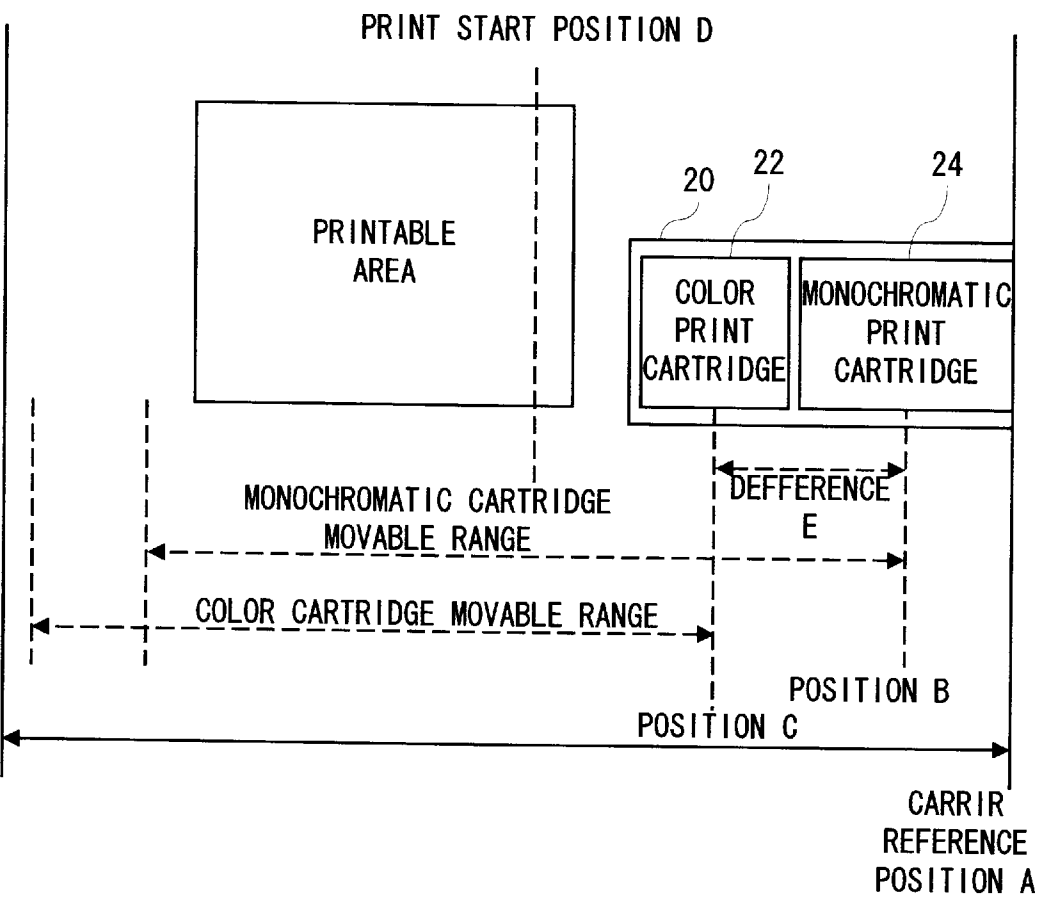 PRINT START POSITION D
20
22
24
PRINTABLE
AREA
COLOR
PRINT
CARTRIDGE
MONOCHROMATIC
PRINT
CARTRIDGE
DEFFERENCE
E
MONOCHROMATIC CARTRIDGE
MOVABLE RANGE
COLOR CARTRIDGE MOVABLE RANGE
POSITION B
POSITION C
CARRIR
REFERENCE
POSITION A